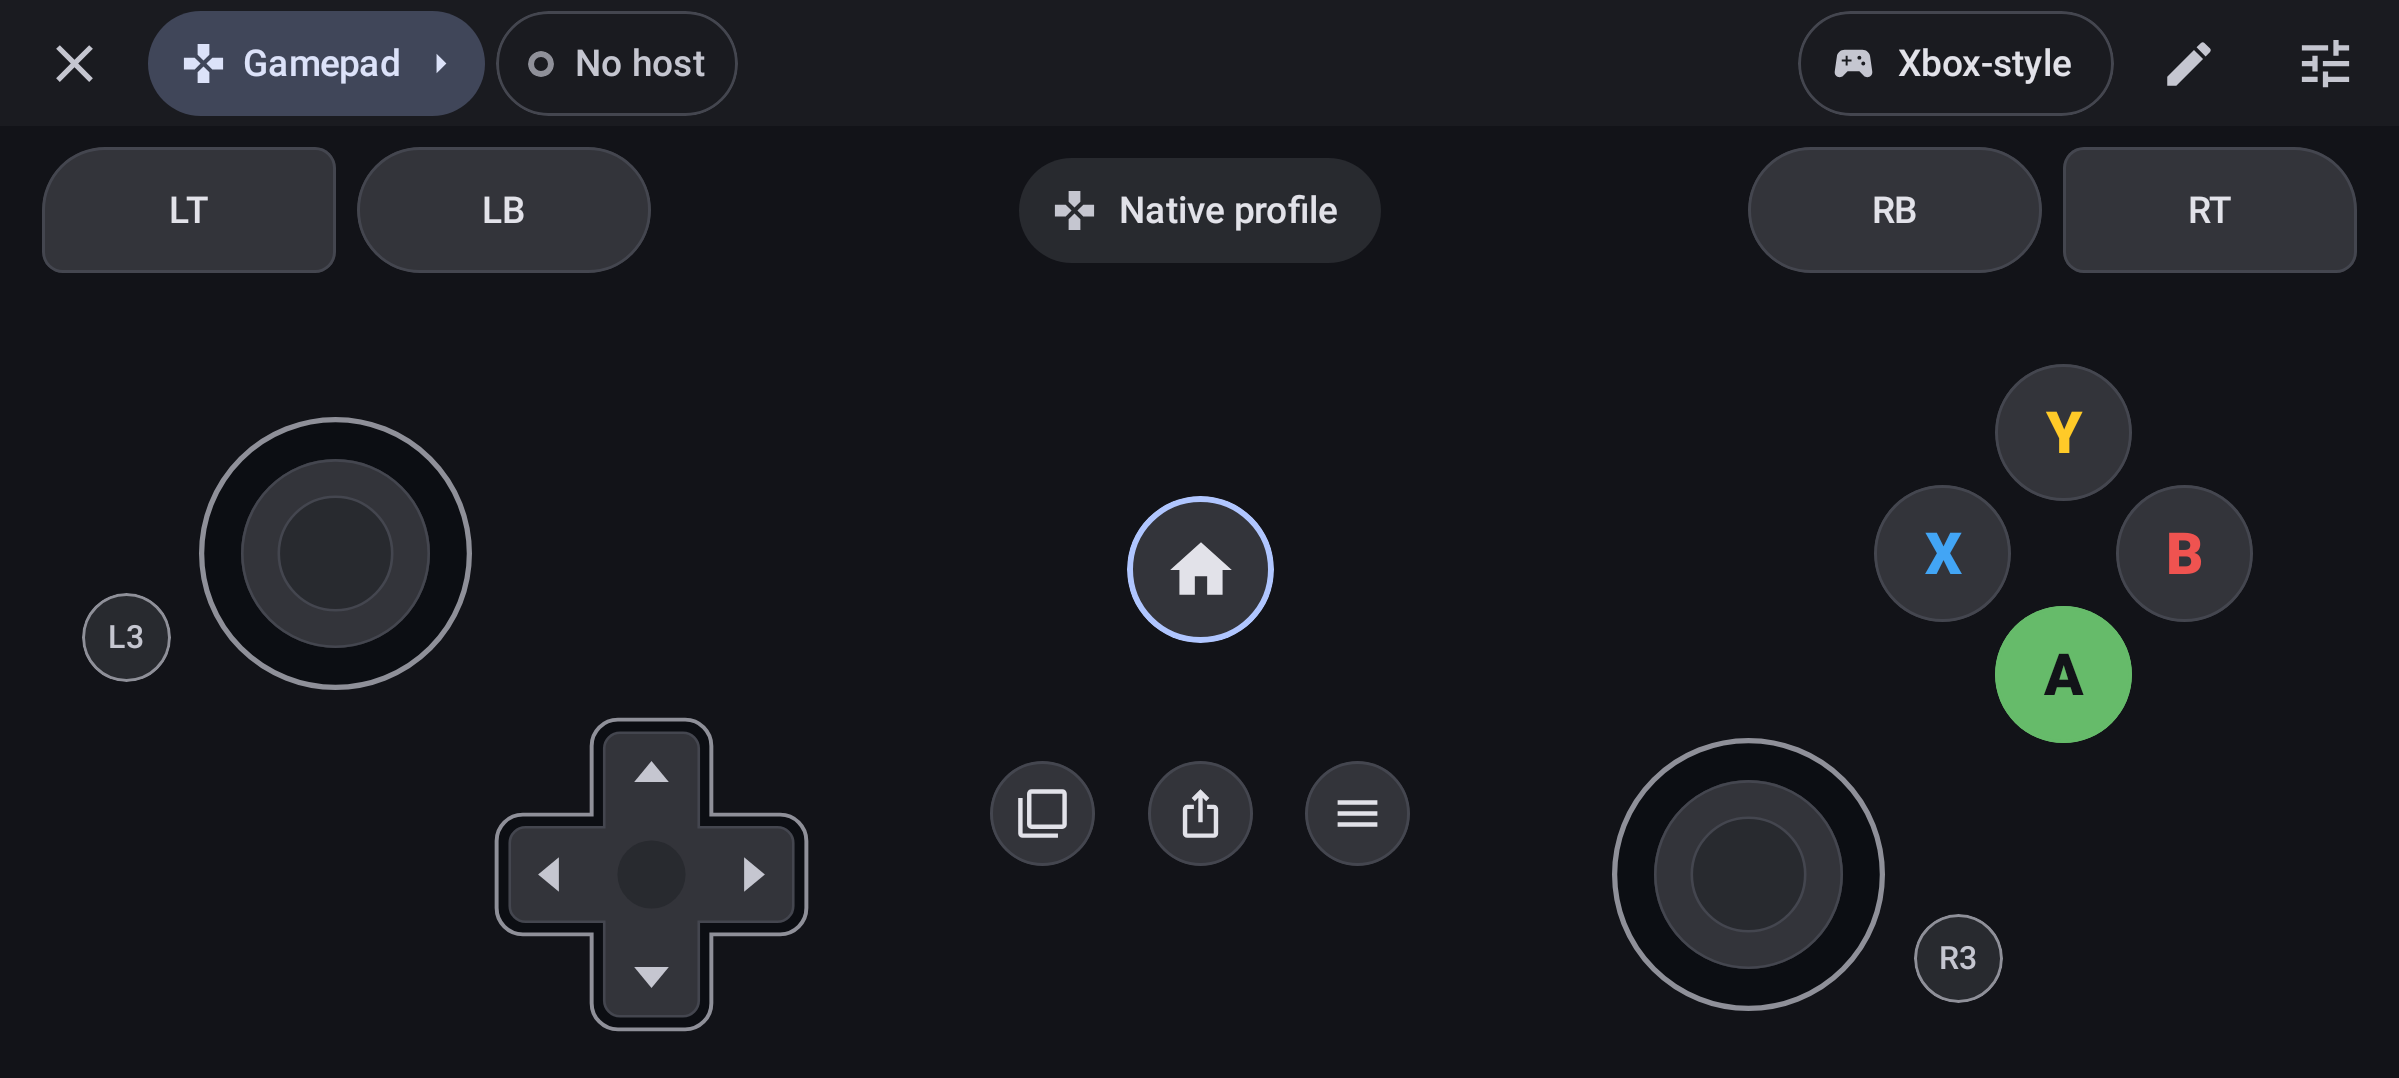 Gamepad
No host
Xbox-style
LT
LB
Native profile
RB
RT
Y
X
B
A
L3
R3